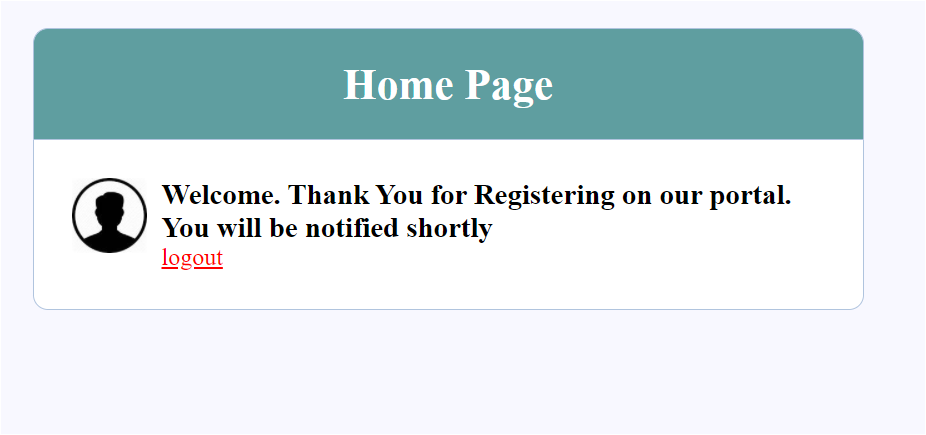 Home Page
Welcome. Thank You for Registering on our portal.
You will be notified shortly
logout